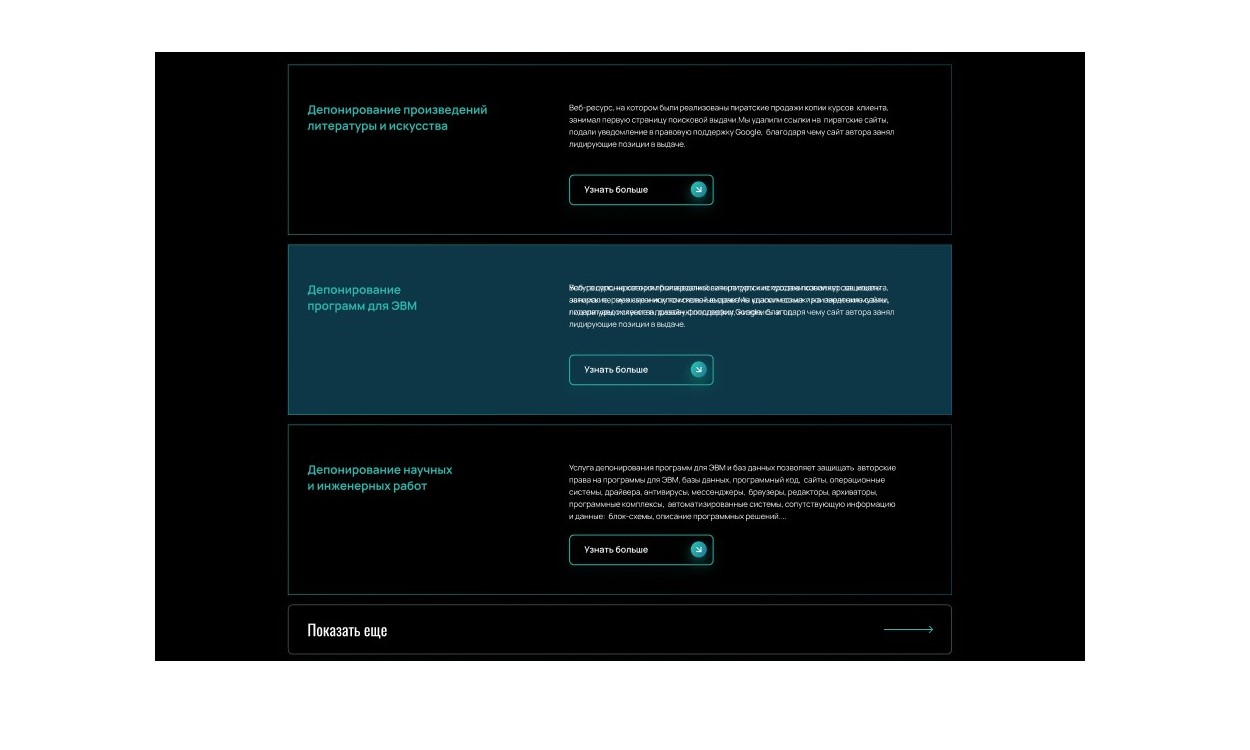 Депонирование произведений
литературы и искусства
Веб-ресурс, на котором были реализованы пиратские продажи копии курсов клиента,
занимал первую страницу поисковой выдачи.Мы удалили ссылки на пиратские сайты,
подали уведомление в правовую поддержку Google, благодаря чему сайт автора занял
лидирующие позиции в выдаче.
Узнать больше
Депонирование
программ для ЭВМ
чему сайт автора занял
лидирующие позиции в выдаче.
Узнать больше
Депонирование научных
и инженерных работ
Услуга депонирования программ для ЭВМ и баз данных позволяет защищать авторские
права на программы для ЭВМ, базы данных, программный код, сайты, операционные
системы, драйвера, антивирусы, мессенджеры, браузеры, редакторы, архиваторы,
программные комплексы, автоматизированные системы, сопутствующую информацию
и данные: блок-схемы, описание программных решений....
Узнать больше
Показать еще